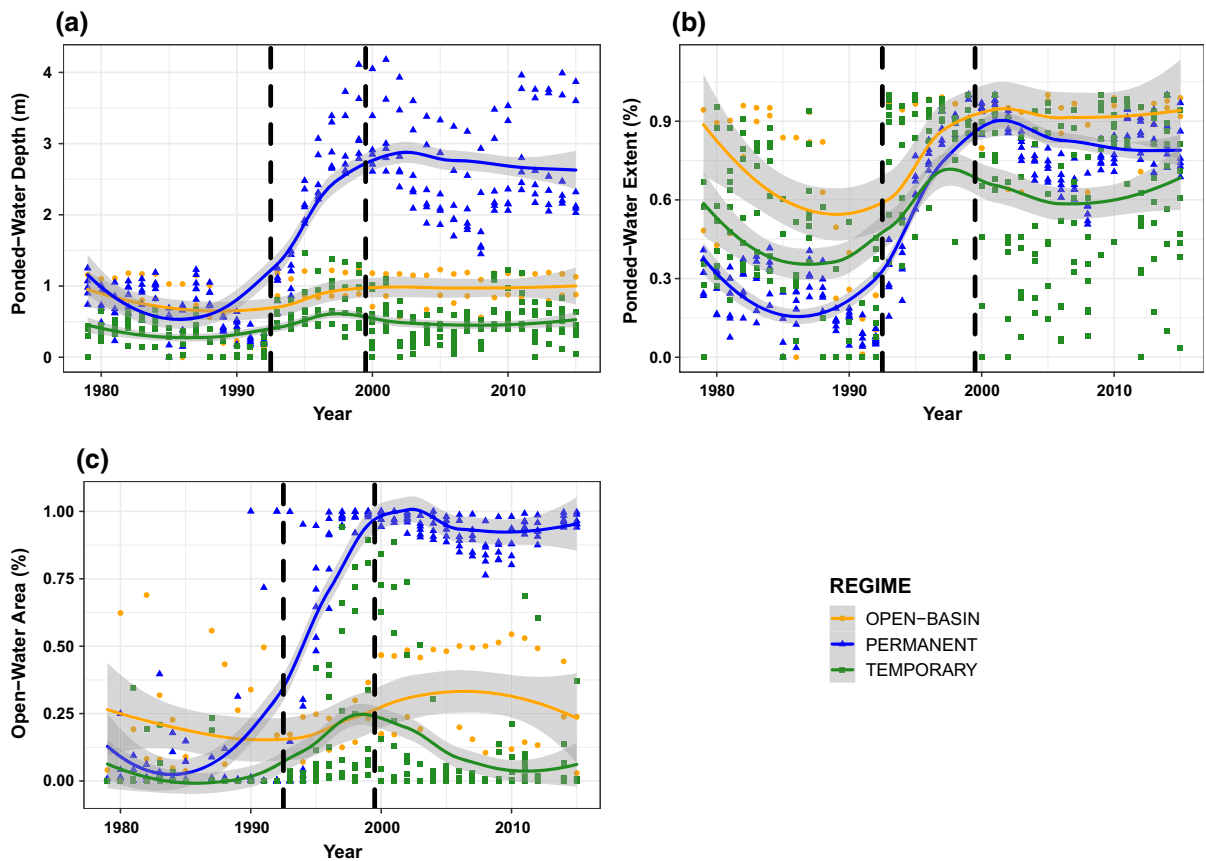 (a)
Ponded−Water Depth (m)
4
3
2
1
0
1980 1990 2000 2010
Year
(b)
Ponded−Water Extent (%)
0.9
0.6
0.3
0.0
1980 1990 2000 2010
Year
(c)
Open−Water Area (%)
1.00
0.75
0.50
0.25
0.00
1980 1990 2000 2010
Year
REGIME
OPEN−BASIN
PERMANENT
TEMPORARY